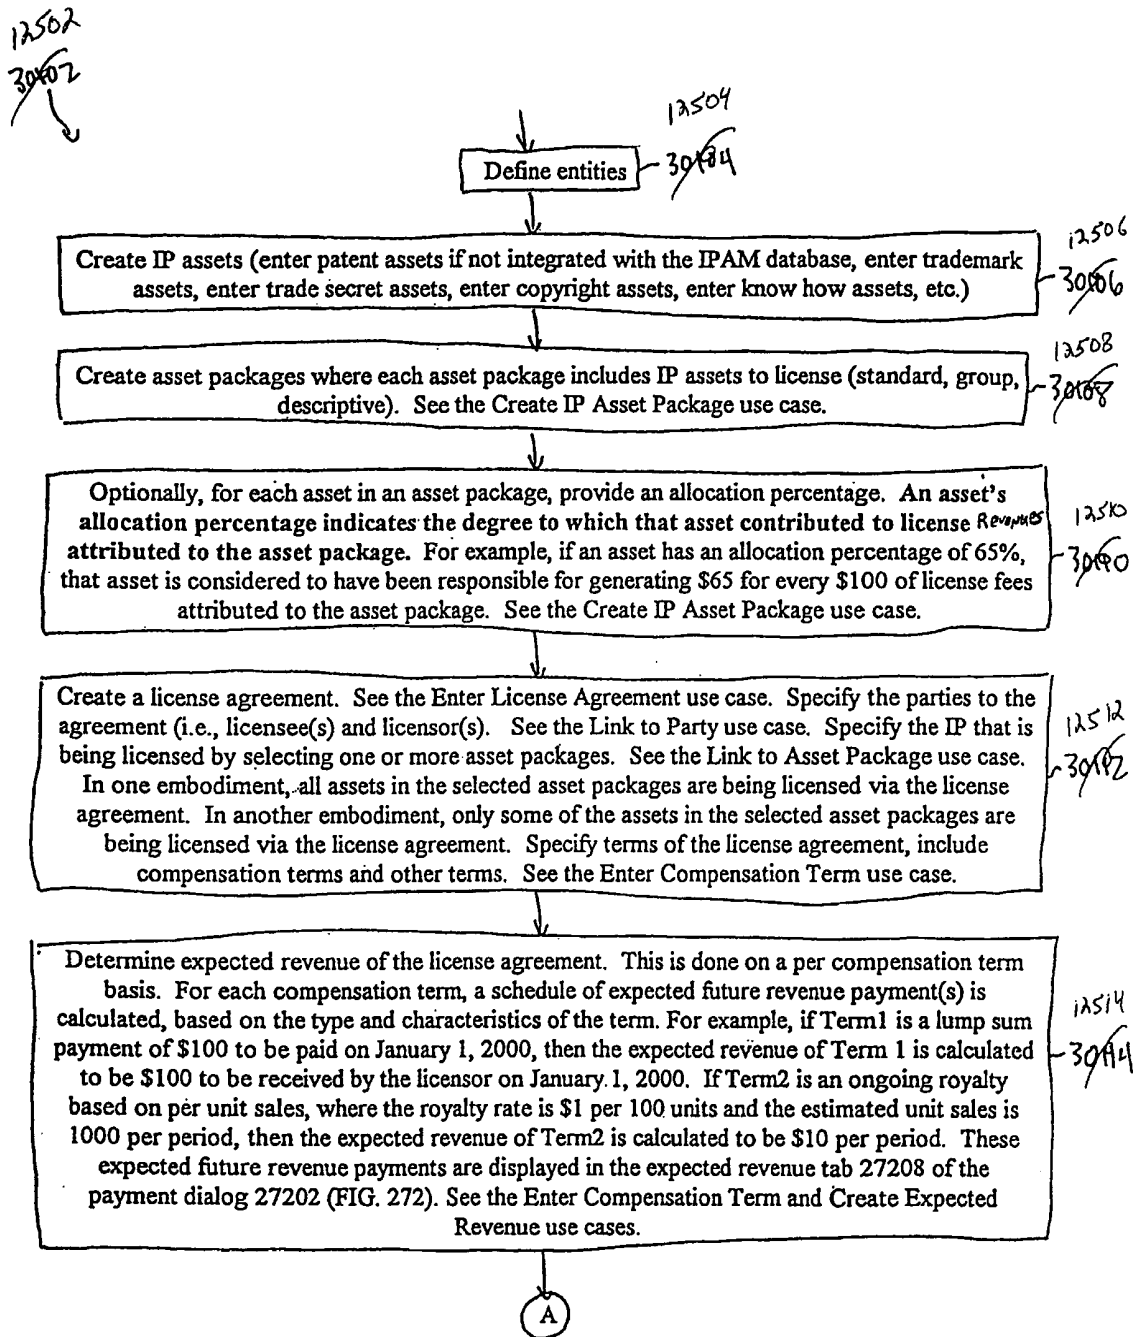 12502
12504
Define entities
12506
Create IP assets (enter patent assets if not integrated with the IPAM database, enter trademark
assets, enter trade secret assets, enter copyright assets, enter know how assets, etc.)
12508
Create asset packages where each asset package includes IP assets to license (standard, group,
descriptive). See the Create IP Asset Package use case.
Optionally, for each asset in an asset package, provide an allocation percentage. An asset's
allocation percentage indicates the degree to which that asset contributed to license Revenues
12510
attributed to the asset package. For example, if an asset has an allocation percentage of 65%,
that asset is considered to have been responsible for generating $65 for every $100 of license fees
attributed to the asset package. See the Create IP Asset Package use case.
Create a license agreement. See the Enter License Agreement use case. Specify the parties to the
agreement (i.e., licensee(s) and licensor(s). See the Link to Party use case. Specify the IP that is
12512
being licensed by selecting one or more asset packages. See the Link to Asset Package use case.
In one embodiment, all assets in the selected asset packages are being licensed via the license
agreement. In another embodiment, only some of the assets in the selected asset packages are
being licensed via the license agreement. Specify terms of the license agreement, include
compensation terms and other terms. See the Enter Compensation Term use case.
Determine expected revenue of the license agreement. This is done on a per compensation term
basis. For each compensation term, a schedule of expected future revenue payment(s) is
calculated, based on the type and characteristics of the term. For example, if Term1 is a lump sum
12514
payment of $100 to be paid on January 1, 2000, then the expected revenue of Term 1 is calculated
to be $100 to be received by the licensor on January 1, 2000. If Term2 is an ongoing royalty
based on per unit sales, where the royalty rate is $1 per 100 units and the estimated unit sales is
1000 per period, then the expected revenue of Term2 is calculated to be $10 per period. These
expected future revenue payments are displayed in the expected revenue tab 27208 of the
payment dialog 27202 (FIG. 272). See the Enter Compensation Term and Create Expected
Revenue use cases.
A